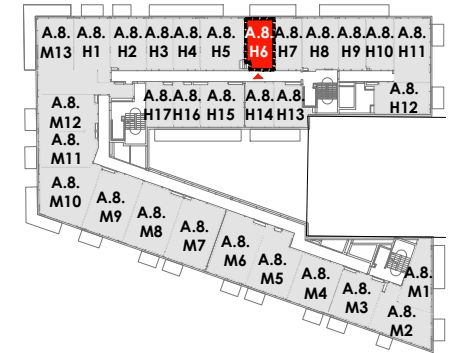 A.8. M13
A.8. H1
A.8. H2
A.8. H3
A.8. H4
A.8. H5
A.8. H6
A.8. H7
A.8. H8
A.8. H9
A.8. H10
A.8. H11
A.8. H12
A.8. H17
A.8. H16
A.8. H15
A.8. H14
A.8. H13
A.8. M12
A.8. M11
A.8. M10
A.8. M9
A.8. M8
A.8. M7
A.8. M6
A.8. M5
A.8. M4
A.8. M3
A.8. M2
A.8. M1